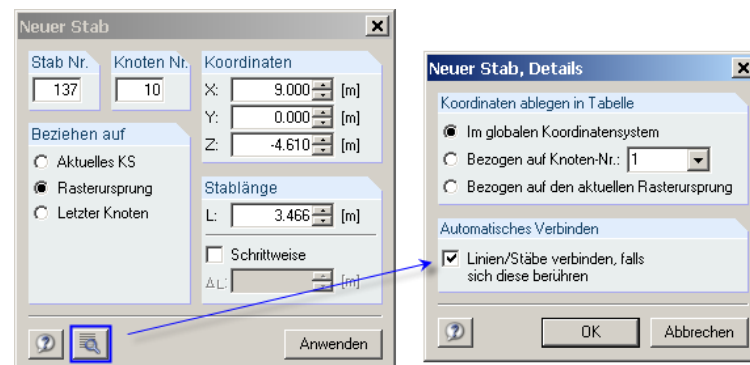 Neuer Stab
Stab Nr.
Knoten Nr.
137
10
Beziehen auf
Aktuelles KS
Rasterursprung
Letzter Knoten
Koordinaten
X: 9.000 [m]
Y: 0.000 [m]
Z: -4.610 [m]
Stablänge
L: 3.466 [m]
Schrittweise
ΔL: [m]
Anwenden
Neuer Stab, Details
Koordinaten ablegen in Tabelle
Im globalen Koordinatensystem
Bezogen auf Knoten-Nr.: 1
Bezogen auf den aktuellen Rasterursprung
Automatisches Verbinden
Linien/Stäbe verbinden, falls
sich diese berühren
OK
Abbrechen